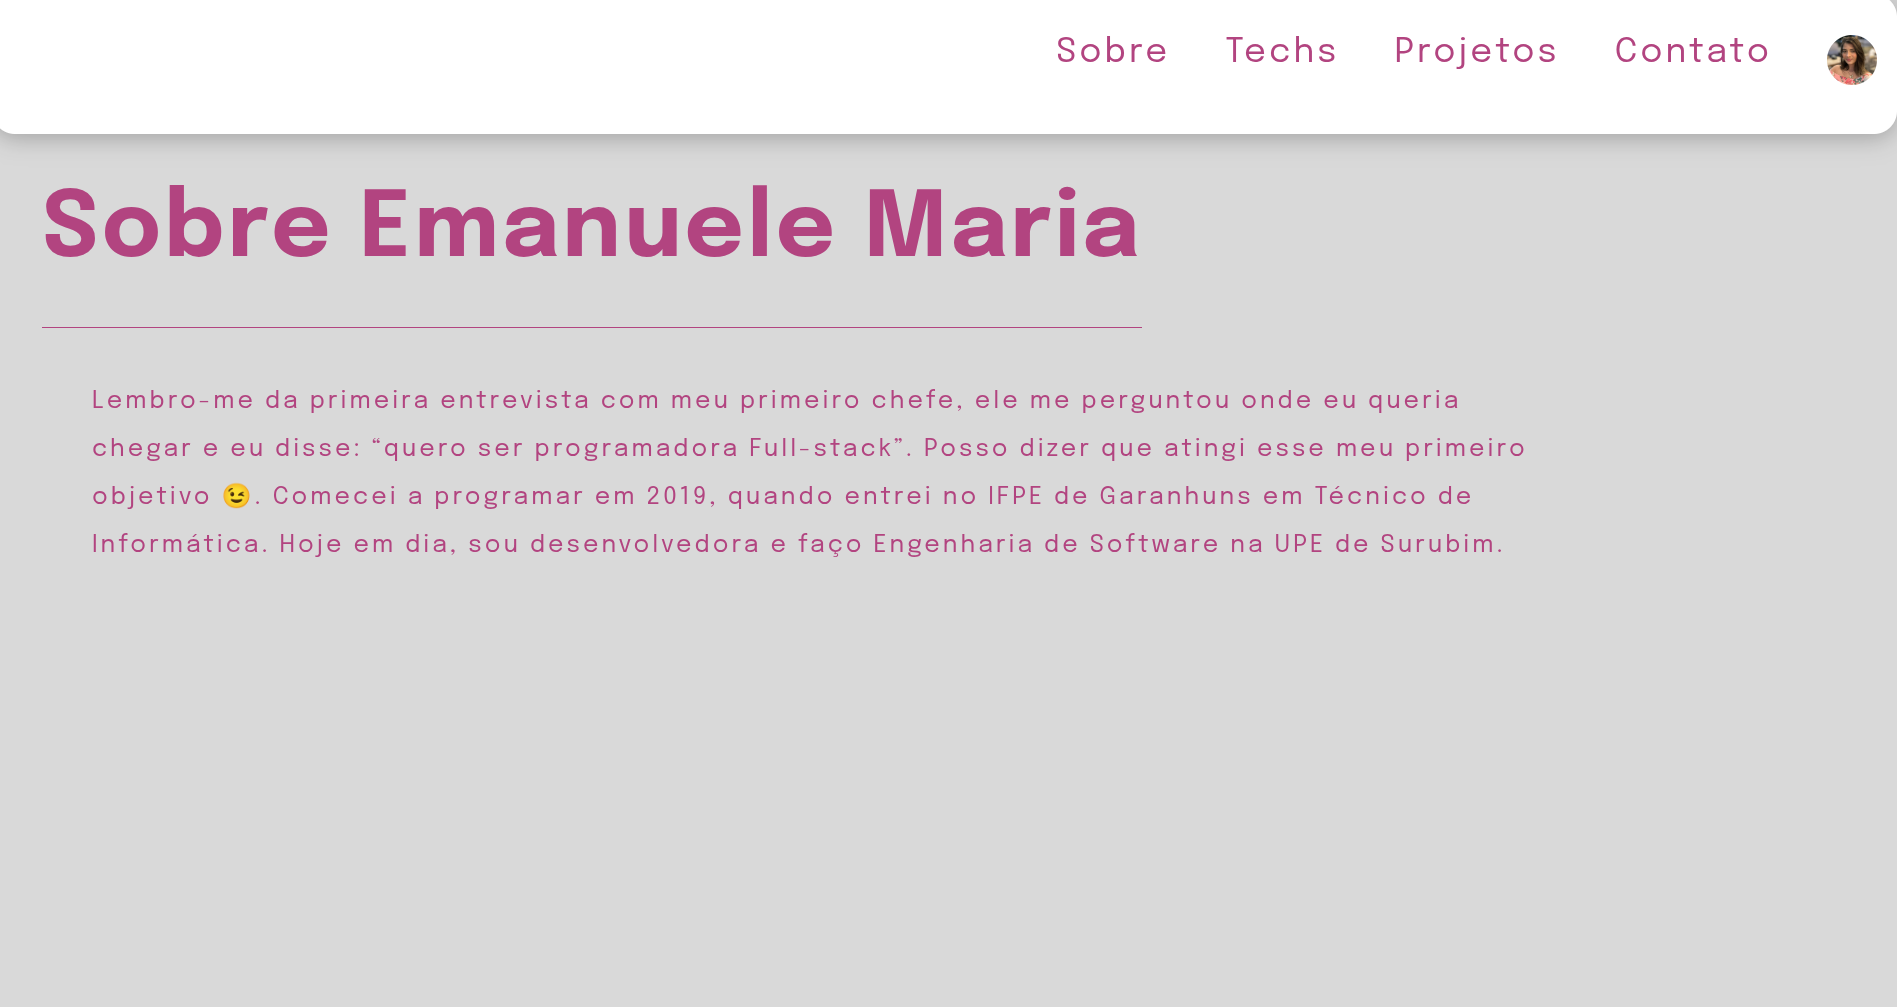 Sobre Techs Projetos Contato
Sobre Emanuele Maria
Lembro-me da primeira entrevista com meu primeiro chefe, ele me perguntou onde eu queria
chegar e eu disse: “quero ser programadora Full-stack”. Posso dizer que atingi esse meu primeiro
objetivo 😉. Comecei a programar em 2019, quando entrei no IFPE de Garanhuns em Técnico de
Informática. Hoje em dia, sou desenvolvedora e faço Engenharia de Software na UPE de Surubim.